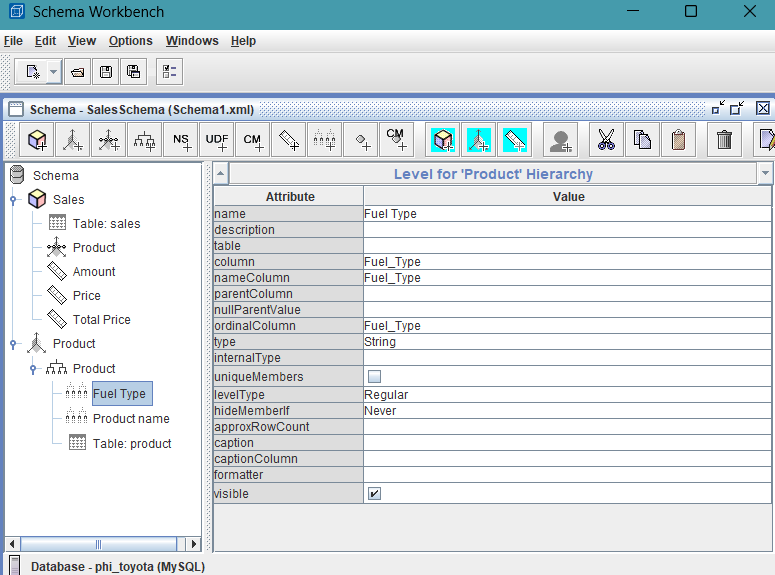 Schema Workbench
File Edit View Options Windows Help
Schema - SalesSchema (Schema1.xml)
NS UDF CM CM
Schema
Sales
Table: sales
Product
Amount
Price
Total Price
Product
Product
Fuel Type
Product name
Table: product
Level for 'Product' Hierarchy
Attribute Value
name Fuel Type
description
table
column Fuel_Type
nameColumn Fuel_Type
parentColumn
nullParentValue
ordinalColumn Fuel_Type
type String
internalType
uniqueMembers
levelType Regular
hideMemberIf Never
approxRowCount
caption
captionColumn
formatter
visible
Database - phi_toyota (MySQL)